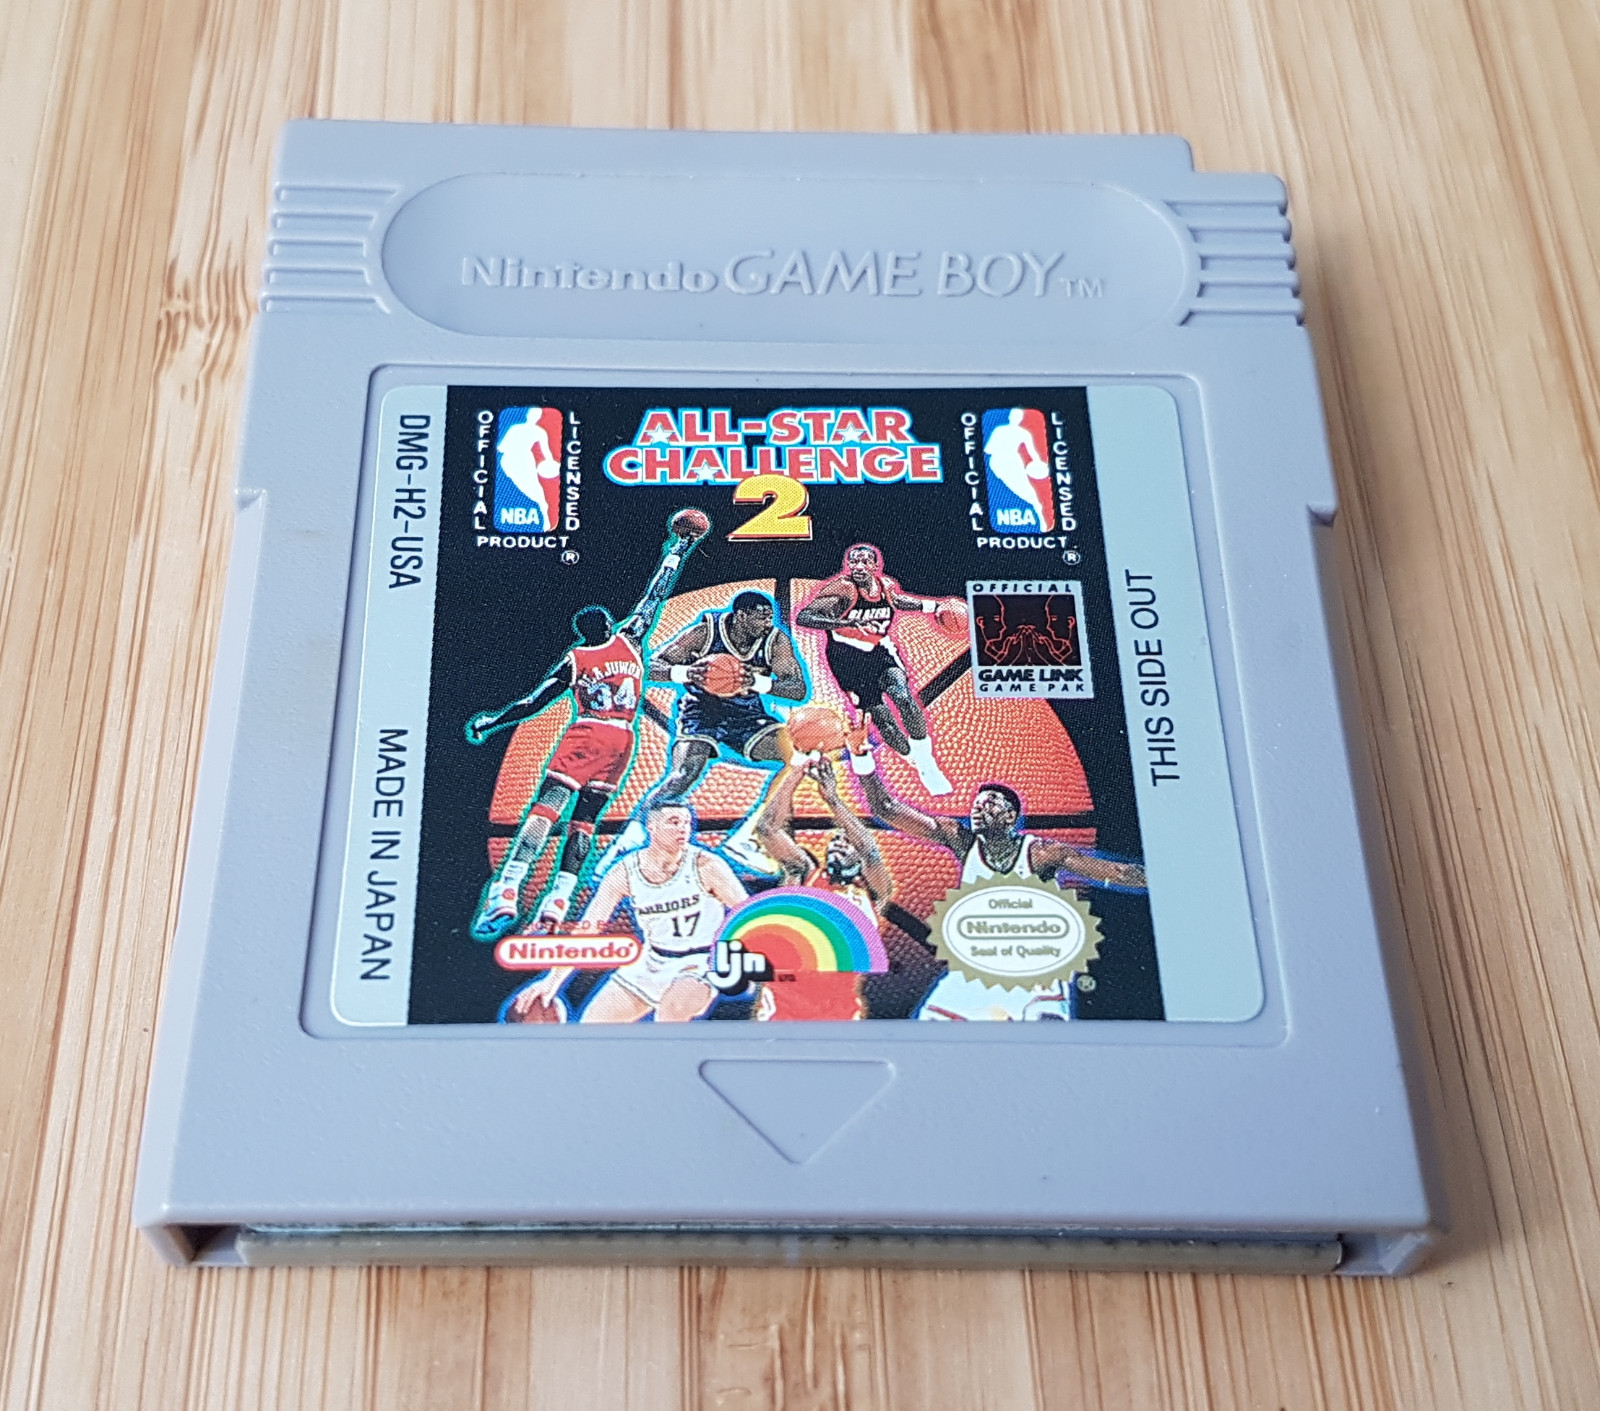 Nintendo GAME BOY TM
DMG-H2-USA
MADE IN JAPAN
OFFICIAL
LICENSED
NBA
PRODUCT
®
ALL-STAR
CHALLENGE
2
OFFICIAL
LICENSED
NBA
PRODUCT
®
OFFICIAL
GAME LINK
GAME PAK
THIS SIDE OUT
34
BLAZERS
17
Nintendo
ljn
LTD
Official
Nintendo
Seal of Quality
®